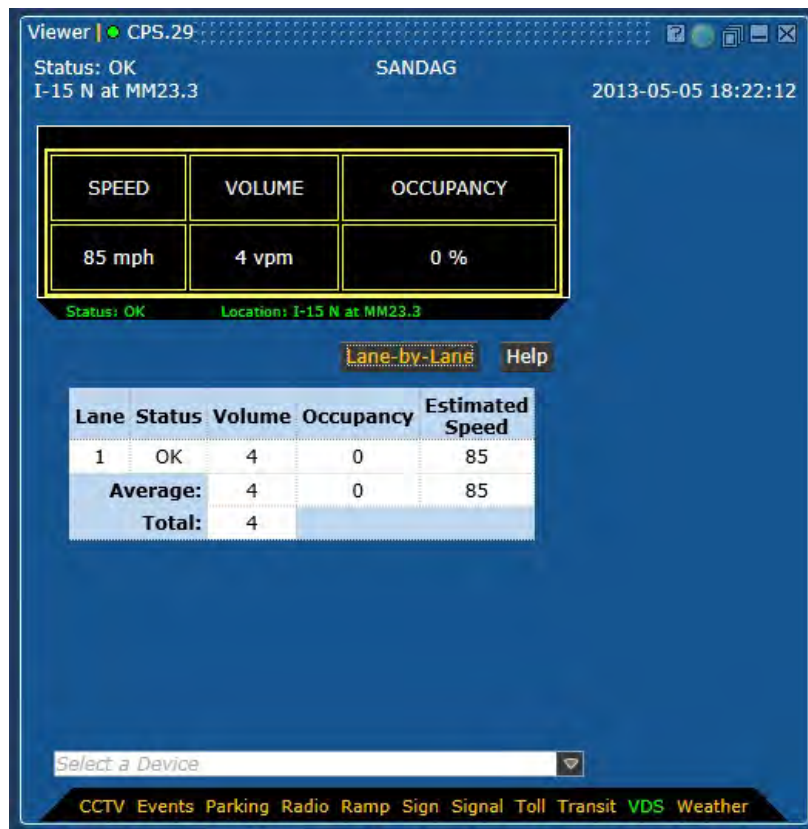 Viewer | CPS.29
Status: OK SANDAG
I-15 N at MM23.3 2013-05-05 18:22:12
SPEED VOLUME OCCUPANCY
85 mph 4 vpm 0 %
Status: OK Location: I-15 N at MM23.3
Lane-by-Lane Help
Lane Status Volume Occupancy Estimated Speed
1 OK 4 0 85
Average: 4 0 85
Total: 4
Select a Device
CCTV Events Parking Radio Ramp Sign Signal Toll Transit VDS Weather